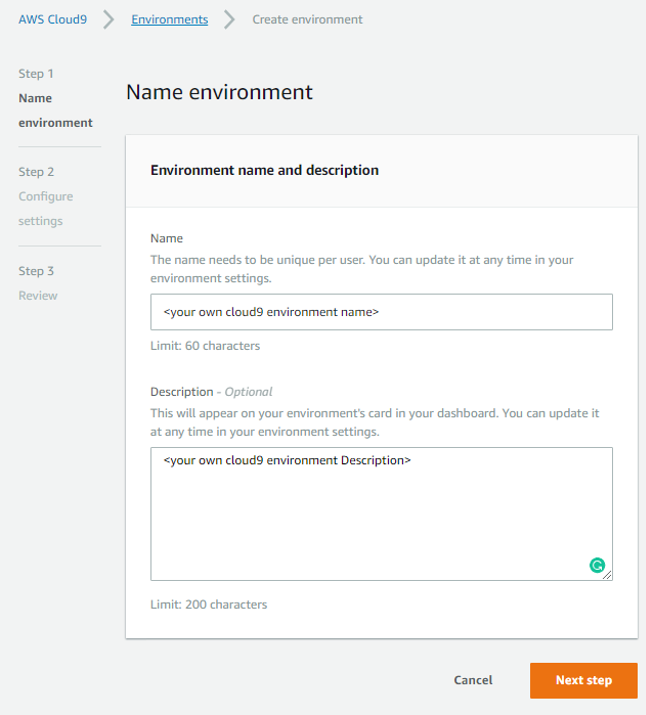 AWS Cloud9 Environments Create environment
Step 1
Name
environment
Step 2
Configure
settings
Step 3
Review
Name environment
Environment name and description
Name
The name needs to be unique per user. You can update it at any time in your
environment settings.
<your own cloud9 environment name>
Limit: 60 characters
Description - Optional
This will appear on your environment's card in your dashboard. You can update it
at any time in your environment settings.
<your own cloud9 environment Description>
Limit: 200 characters
Cancel Next step